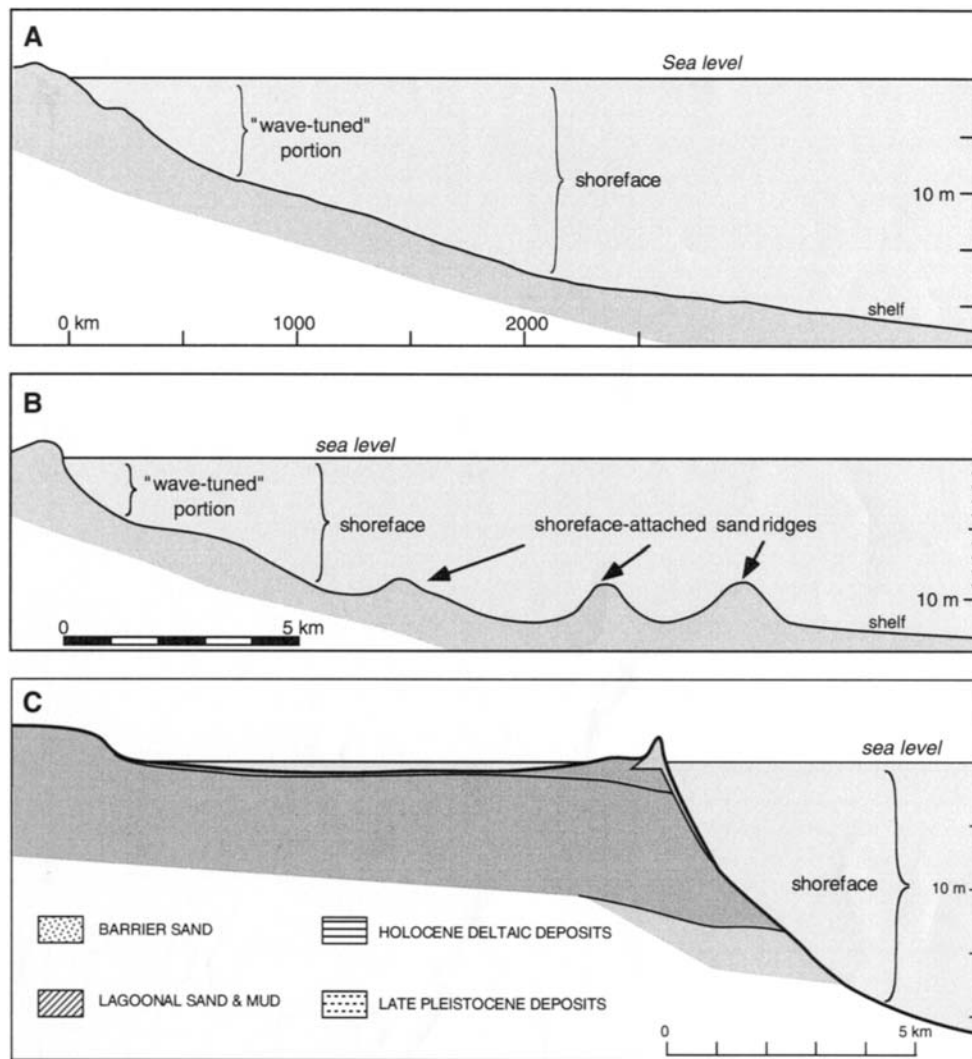 A
Sea level
"wave-tuned"
portion
shoreface
10 m
shelf
0 km 1000 2000
B
sea level
"wave-tuned"
portion
shoreface
shoreface-attached sand ridges
10 m
shelf
0 5 km
C
sea level
shoreface
10 m
BARRIER SAND
HOLOCENE DELTAIC DEPOSITS
LAGOONAL SAND & MUD
LATE PLEISTOCENE DEPOSITS
0 5 km